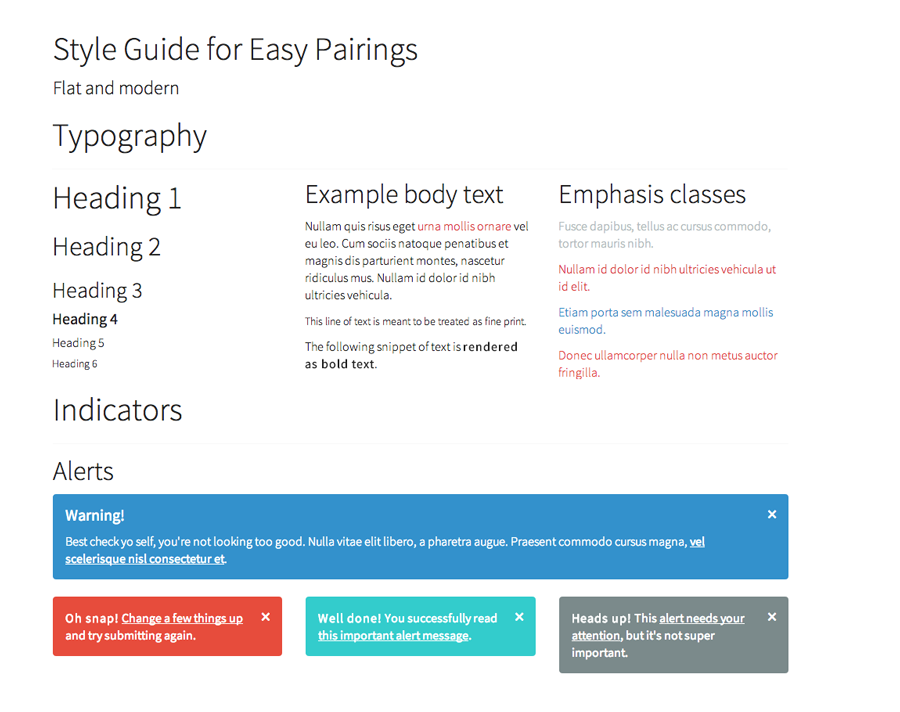 Style Guide for Easy Pairings
Flat and modern
Typography
Heading 1
Heading 2
Heading 3
Heading 4
Heading 5
Heading 6
Example body text
Nullam quis risus eget urna mollis ornare vel
eu leo. Cum sociis natoque penatibus et
magnis dis parturient montes, nascetur
ridiculus mus. Nullam id dolor id nibh
ultricies vehicula.
This line of text is meant to be treated as fine print.
The following snippet of text is rendered
as bold text.
Emphasis classes
Fusce dapibus, tellus ac cursus commodo,
tortor mauris nibh.
Nullam id dolor id nibh ultricies vehicula ut
id elit.
Etiam porta sem malesuada magna mollis
euismod.
Donec ullamcorper nulla non metus auctor
fringilla.
Indicators
Alerts
Warning!
×
Best check yo self, you're not looking too good. Nulla vitae elit libero, a pharetra augue. Praesent commodo cursus magna, vel
scelerisque nisl consectetur et.
Oh snap! Change a few things up
and try submitting again.
×
Well done! You successfully read
this important alert message.
×
Heads up! This alert needs your
attention, but it's not super
important.
×